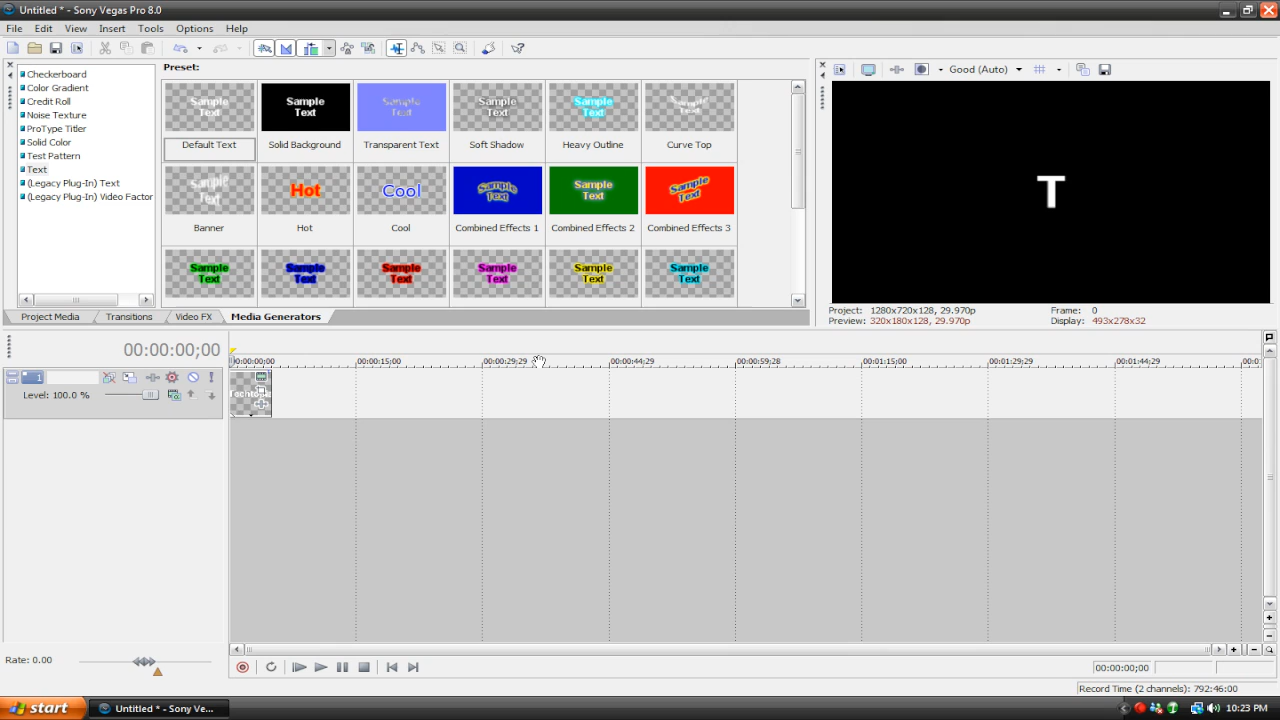 Untitled * - Sony Vegas Pro 8.0
File Edit View Insert Tools Options Help
Checkerboard
Color Gradient
Credit Roll
Noise Texture
ProType Titler
Solid Color
Test Pattern
Text
(Legacy Plug-In) Text
(Legacy Plug-In) Video Factor
Preset:
Sample Text Sample Text Sample Text Sample Text Sample Text Sample Text
Default Text Solid Background Transparent Text Soft Shadow Heavy Outline Curve Top
Sample Text Hot Cool Sample Text Sample Text Sample Text
Banner Hot Cool Combined Effects 1 Combined Effects 2 Combined Effects 3
Sample Text Sample Text Sample Text Sample Text Sample Text Sample Text
Project Media Transitions Video FX Media Generators
Good (Auto)
T
Project: 1280x720x128, 29.970p Frame: 0
Preview: 320x180x128, 29.970p Display: 493x278x32
00:00:00;00
00:00:00;00 00:00:15;00 00:00:29;29 00:00:44;29 00:00:59;28 00:01:15;00 00:01:29;29 00:01:44;29
1
Level: 100.0 %
Rate: 0.00
00:00:00;00
Record Time (2 channels): 792:46:00
start Untitled * - Sony Ve... 10:23 PM